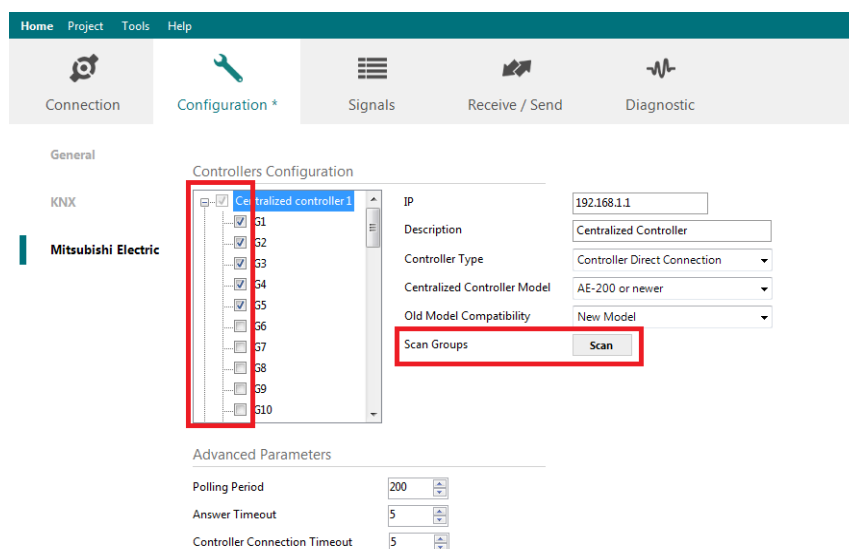 Home Project Tools Help
Connection Configuration * Signals Receive / Send Diagnostic
General
KNX
Mitsubishi Electric
Controllers Configuration
Centralized controller 1
G1
G2
G3
G4
G5
G6
G7
G8
G9
G10
IP 192.168.1.1
Description Centralized Controller
Controller Type Controller Direct Connection
Centralized Controller Model AE-200 or newer
Old Model Compatibility New Model
Scan Groups Scan
Advanced Parameters
Polling Period 200
Answer Timeout 5
Controller Connection Timeout 5